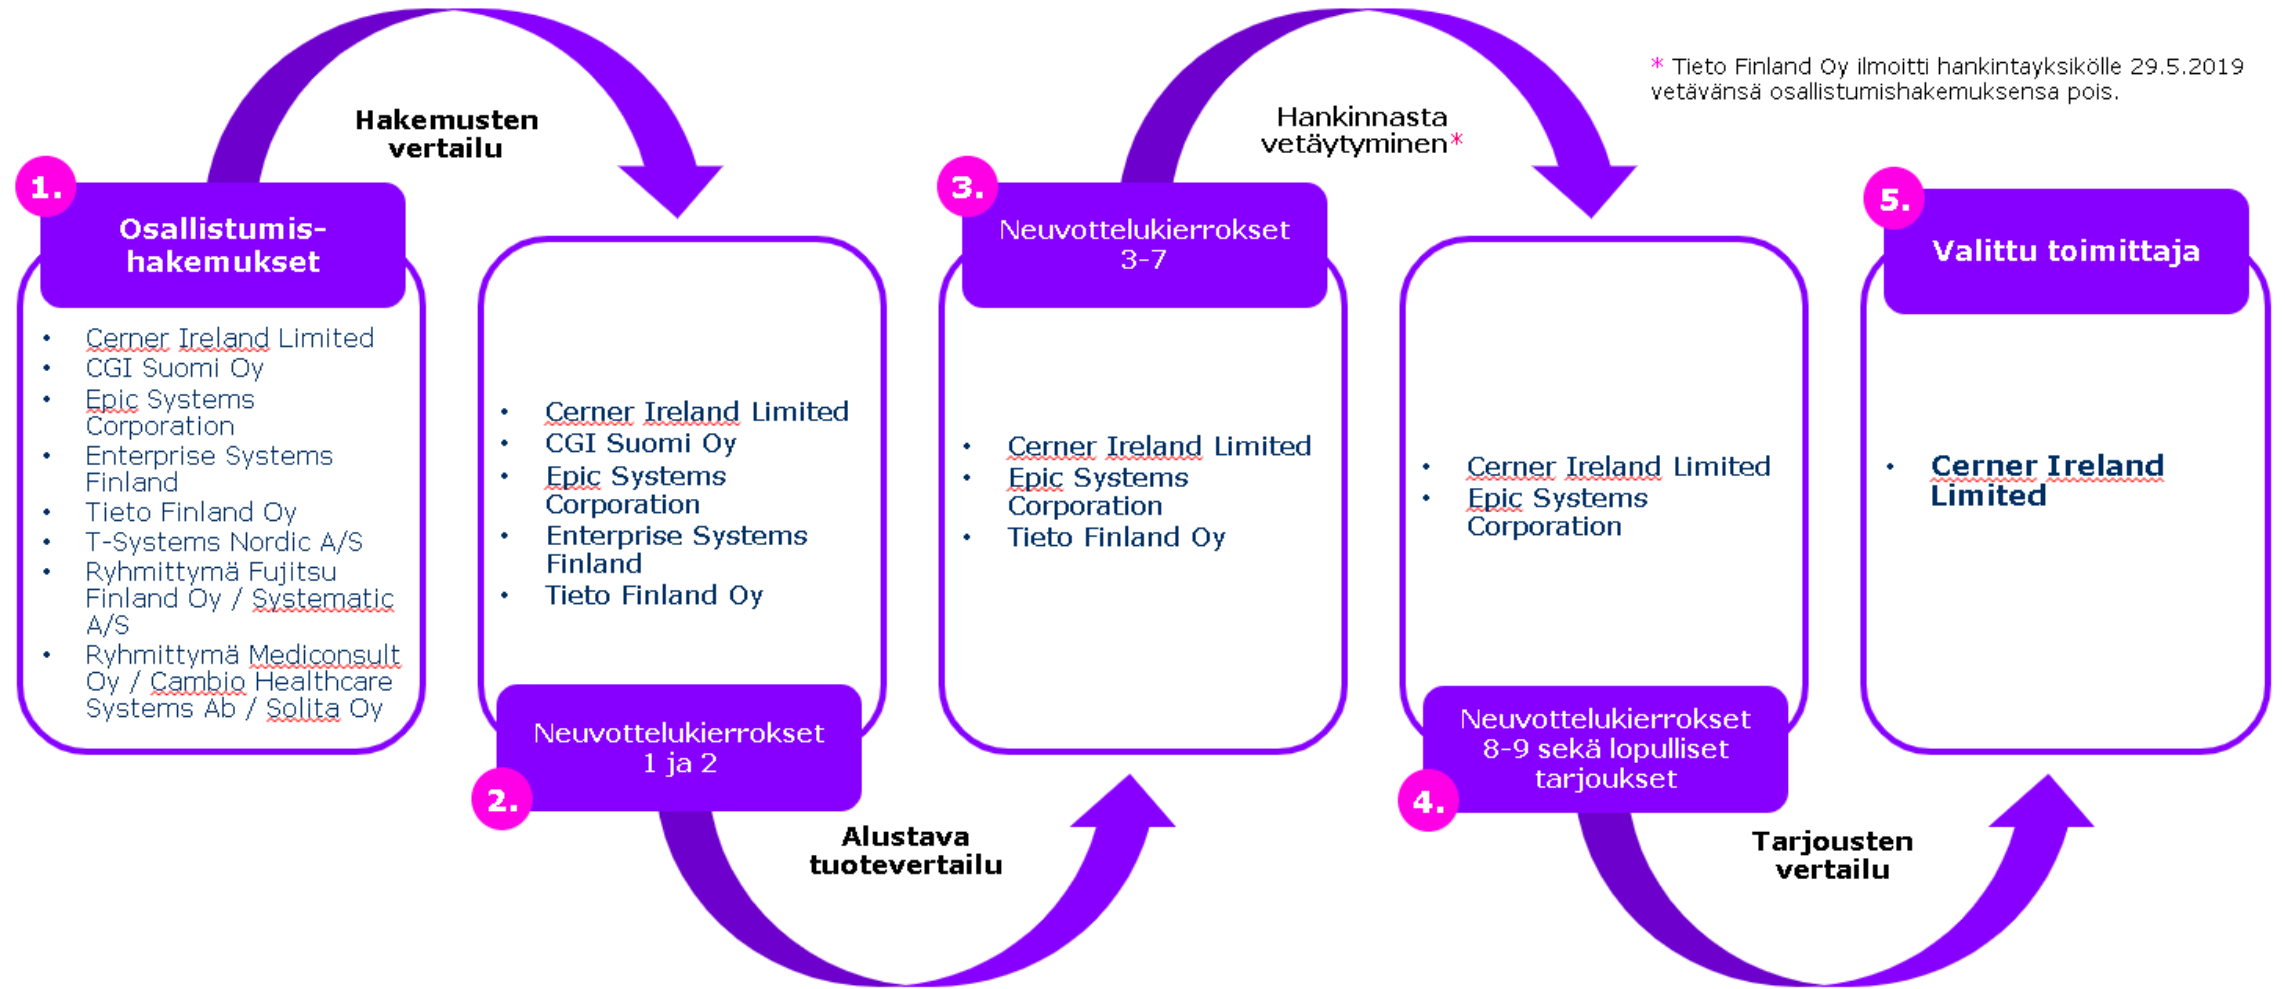 * Tieto Finland Oy ilmoitti hankintayksikölle 29.5.2019
vetävänsä osallistumishakemuksensa pois.
1.
Osallistumis-
hakemukset
• Cerner Ireland Limited
• CGI Suomi Oy
• Epic Systems
Corporation
• Enterprise Systems
Finland
• Tieto Finland Oy
• T-Systems Nordic A/S
• Ryhmittymä Fujitsu
Finland Oy / Systematic
A/S
• Ryhmittymä Mediconsult
Oy / Cambio Healthcare
Systems Ab / Solita Oy
Hakemusten
vertailu
• Cerner Ireland Limited
• CGI Suomi Oy
• Epic Systems
Corporation
• Enterprise Systems
Finland
• Tieto Finland Oy
Neuvottelukierrokset
1 ja 2
2.
Alustava
tuotevertailu
3.
Neuvottelukierrokset
3-7
• Cerner Ireland Limited
• Epic Systems
Corporation
• Tieto Finland Oy
Hankinnasta
vetäytyminen*
• Cerner Ireland Limited
• Epic Systems
Corporation
Neuvottelukierrokset
8-9 sekä lopulliset
tarjoukset
4.
Tarjousten
vertailu
5.
Valittu toimittaja
• Cerner Ireland
Limited